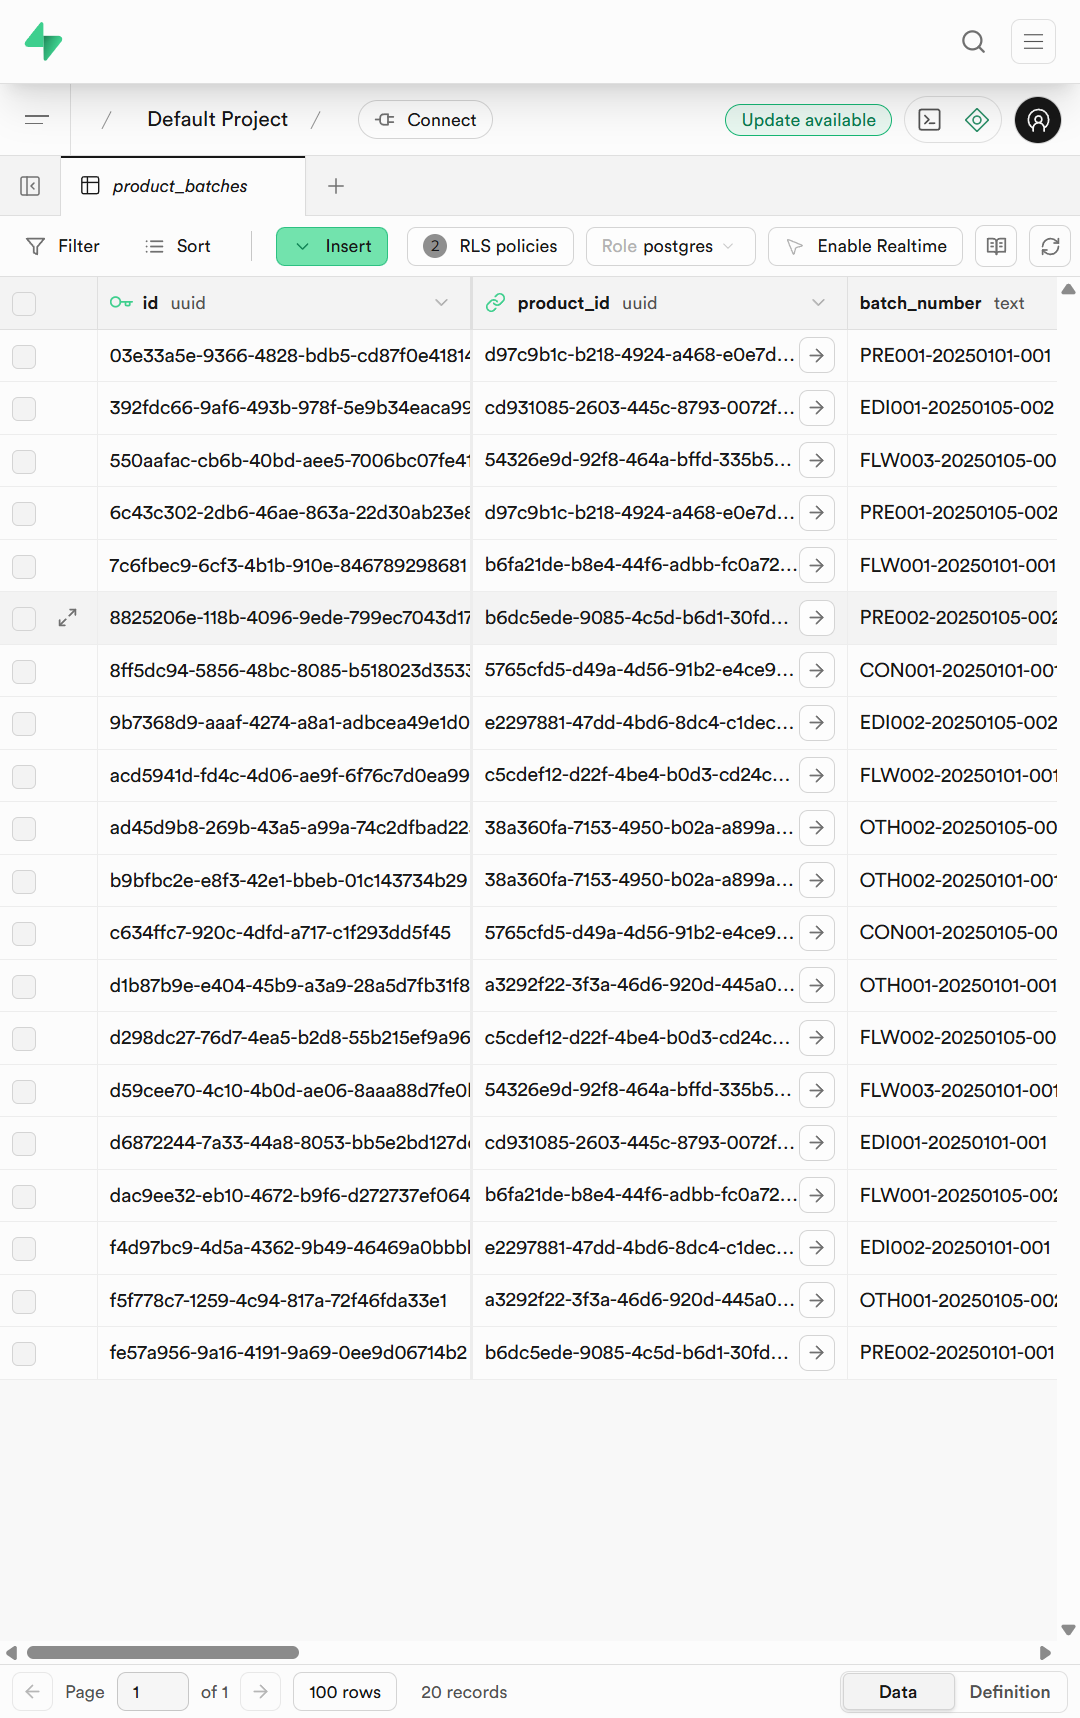 / Default Project / Connect Update available
product_batches
Filter Sort Insert 2 RLS policies Role postgres Enable Realtime
id uuid product_id uuid batch_number text
03e33a5e-9366-4828-bdb5-cd87f0e41814 d97c9b1c-b218-4924-a468-e0e7d... PRE001-20250101-001
392fdc66-9af6-493b-978f-5e9b34eaca99 cd931085-2603-445c-8793-0072f... EDI001-20250105-002
550aafac-cb6b-40bd-aee5-7006bc07fe41 54326e9d-92f8-464a-bffd-335b5... FLW003-20250105-00
6c43c302-2db6-46ae-863a-22d30ab23e8 d97c9b1c-b218-4924-a468-e0e7d... PRE001-20250105-002
7c6fbec9-6cf3-4b1b-910e-846789298681 b6fa21de-b8e4-44f6-adbb-fc0a72... FLW001-20250101-001
8825206e-118b-4096-9ede-799ec7043d17 b6dc5ede-9085-4c5d-b6d1-30fd... PRE002-20250105-002
8ff5dc94-5856-48bc-8085-b518023d3533 5765cfd5-d49a-4d56-91b2-e4ce9... CON001-20250101-001
9b7368d9-aaaf-4274-a8a1-adbcea49e1d0 e2297881-47dd-4bd6-8dc4-c1dec... EDI002-20250105-002
acd5941d-fd4c-4d06-ae9f-6f76c7d0ea99 c5cdef12-d22f-4be4-b0d3-cd24c... FLW002-20250101-001
ad45d9b8-269b-43a5-a99a-74c2dfbad22 38a360fa-7153-4950-b02a-a899a... OTH002-20250105-00
b9bfbc2e-e8f3-42e1-bbeb-01c143734b29 38a360fa-7153-4950-b02a-a899a... OTH002-20250101-001
c634ffc7-920c-4dfd-a717-c1f293dd5f45 5765cfd5-d49a-4d56-91b2-e4ce9... CON001-20250105-00
d1b87b9e-e404-45b9-a3a9-28a5d7fb31f8 a3292f22-3f3a-46d6-920d-445a0... OTH001-20250101-001
d298dc27-76d7-4ea5-b2d8-55b215ef9a96 c5cdef12-d22f-4be4-b0d3-cd24c... FLW002-20250105-00
d59cee70-4c10-4b0d-ae06-8aaa88d7fe0 54326e9d-92f8-464a-bffd-335b5... FLW003-20250101-001
d6872244-7a33-44a8-8053-bb5e2bd127d cd931085-2603-445c-8793-0072f... EDI001-20250101-001
dac9ee32-eb10-4672-b9f6-d272737ef064 b6fa21de-b8e4-44f6-adbb-fc0a72... FLW001-20250105-002
f4d97bc9-4d5a-4362-9b49-46469a0bbb e2297881-47dd-4bd6-8dc4-c1dec... EDI002-20250101-001
f5f778c7-1259-4c94-817a-72f46fda33e1 a3292f22-3f3a-46d6-920d-445a0... OTH001-20250105-002
fe57a956-9a16-4191-9a69-0ee9d06714b2 b6dc5ede-9085-4c5d-b6d1-30fd... PRE002-20250101-001
Page 1 of 1 100 rows 20 records Data Definition